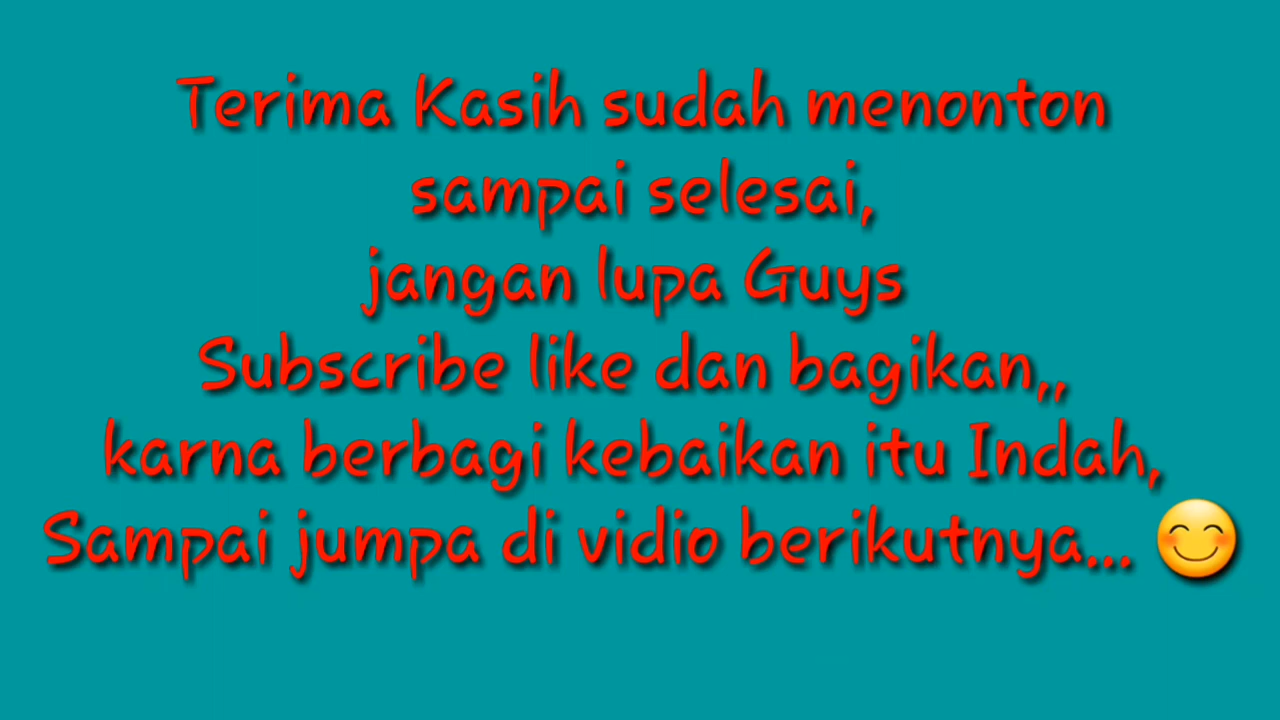 Terima Kasih sudah menonton
sampai selesai,
jangan lupa Guys
Subscribe like dan bagikan,,
karna berbagi kebaikan itu Indah,
Sampai jumpa di vidio berikutnya... 😊